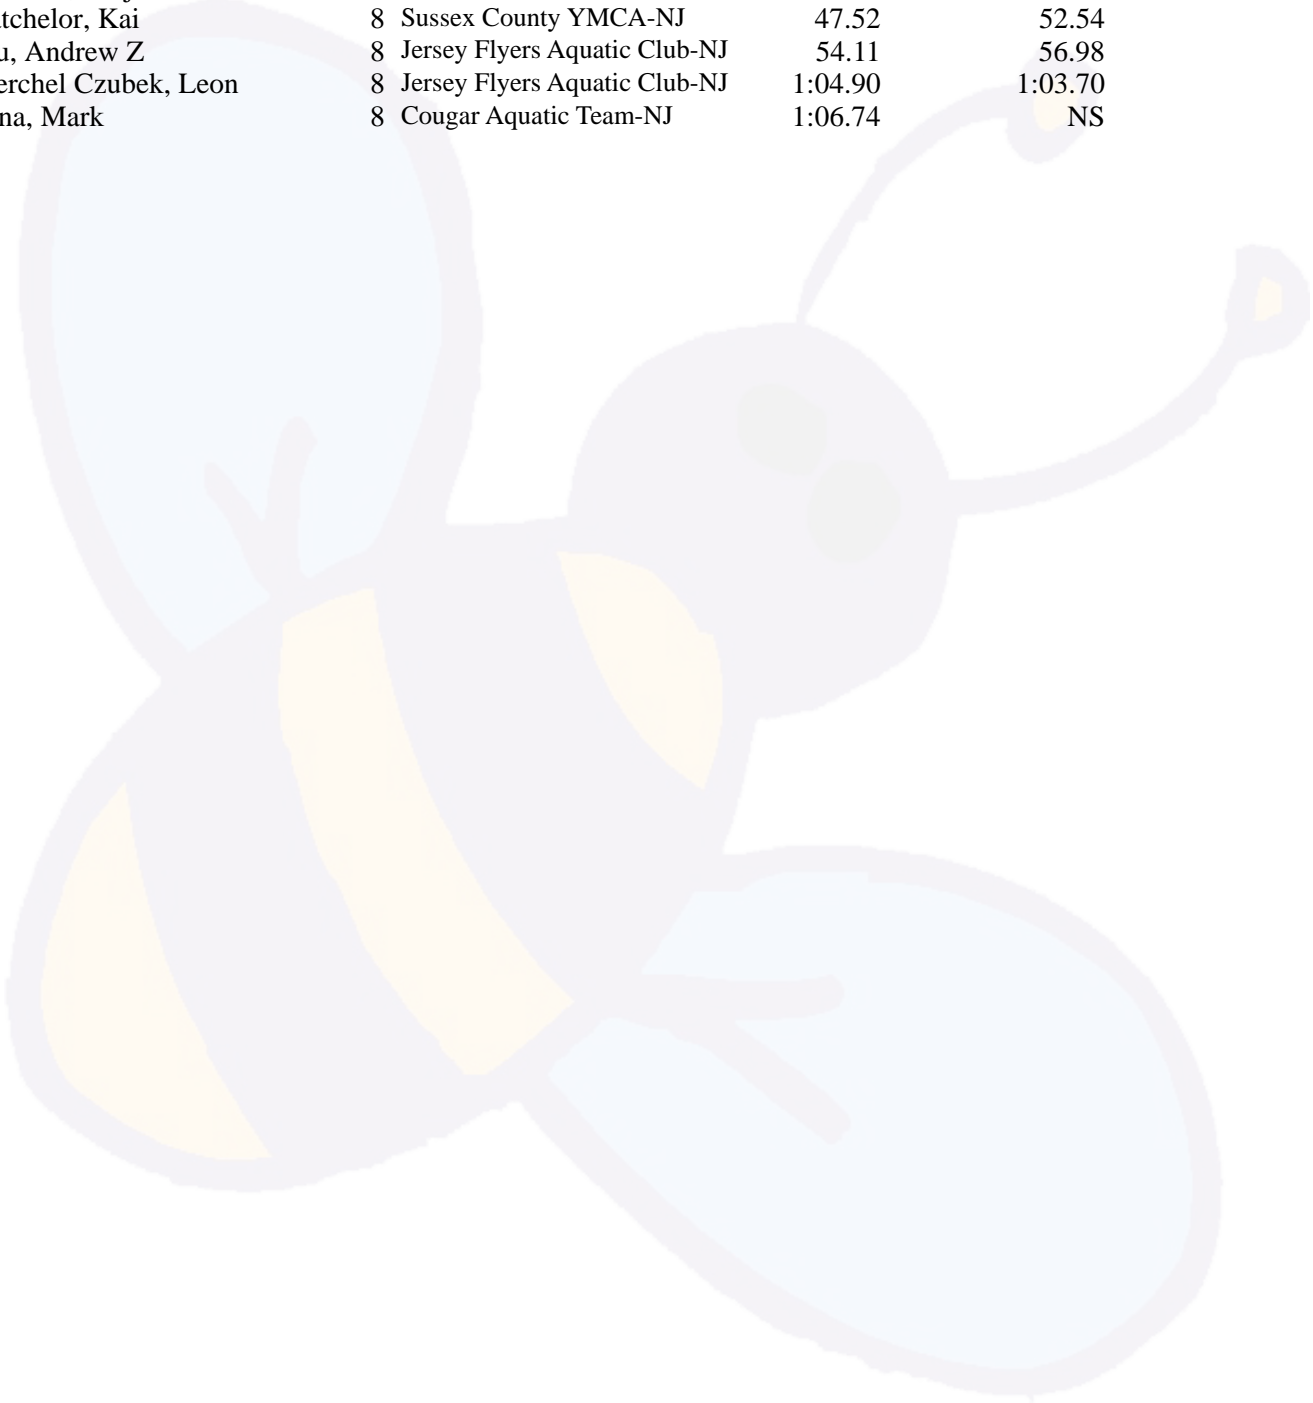 atchelor, Kai 8 Sussex County YMCA-NJ 47.52 52.54
u, Andrew Z 8 Jersey Flyers Aquatic Club-NJ 54.11 56.98
erchel Czubek, Leon 8 Jersey Flyers Aquatic Club-NJ 1:04.90 1:03.70
na, Mark 8 Cougar Aquatic Team-NJ 1:06.74 NS